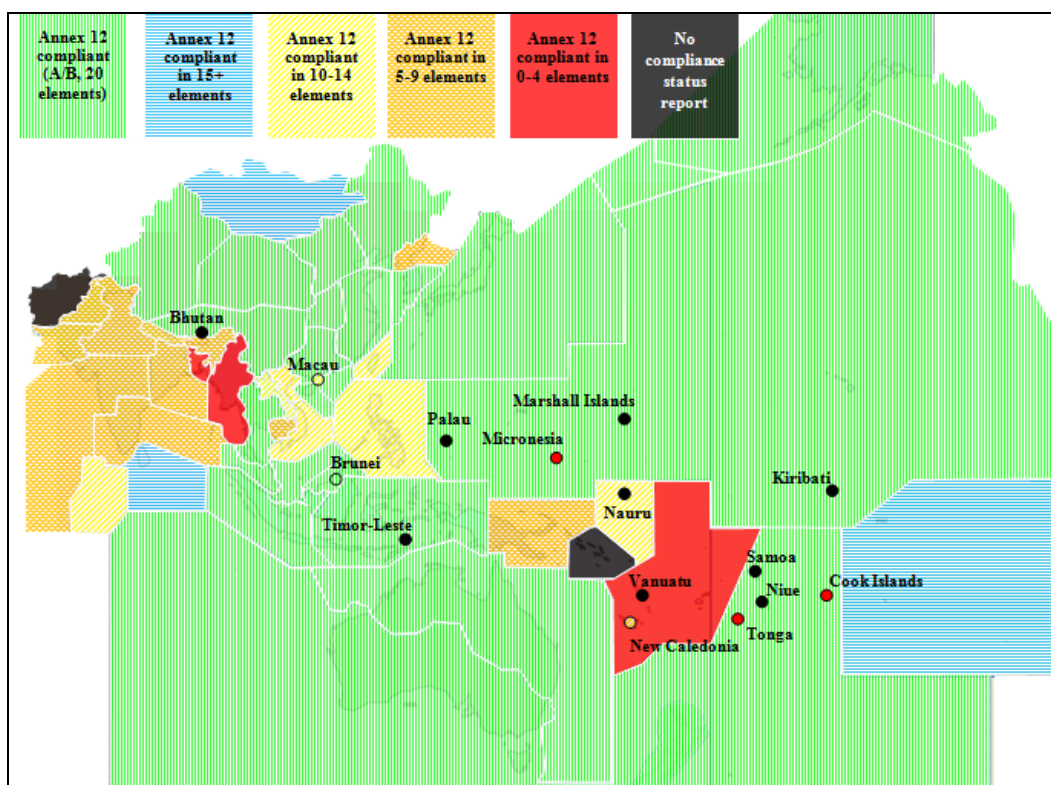 Annex 12
compliant
(A/B, 20
elements)
Annex 12
compliant
in 15+
elements
Annex 12
compliant
in 10-14
elements
Annex 12
compliant in
5-9 elements
Annex 12
compliant in
0-4 elements
No
compliance
status
report
Bhutan
Macau
Marshall Islands
Palau
Micronesia
Brunei
Kiribati
Nauru
Timor-Leste
Samoa
Vanuatu
Niue
Cook Islands
Tonga
New Caledonia